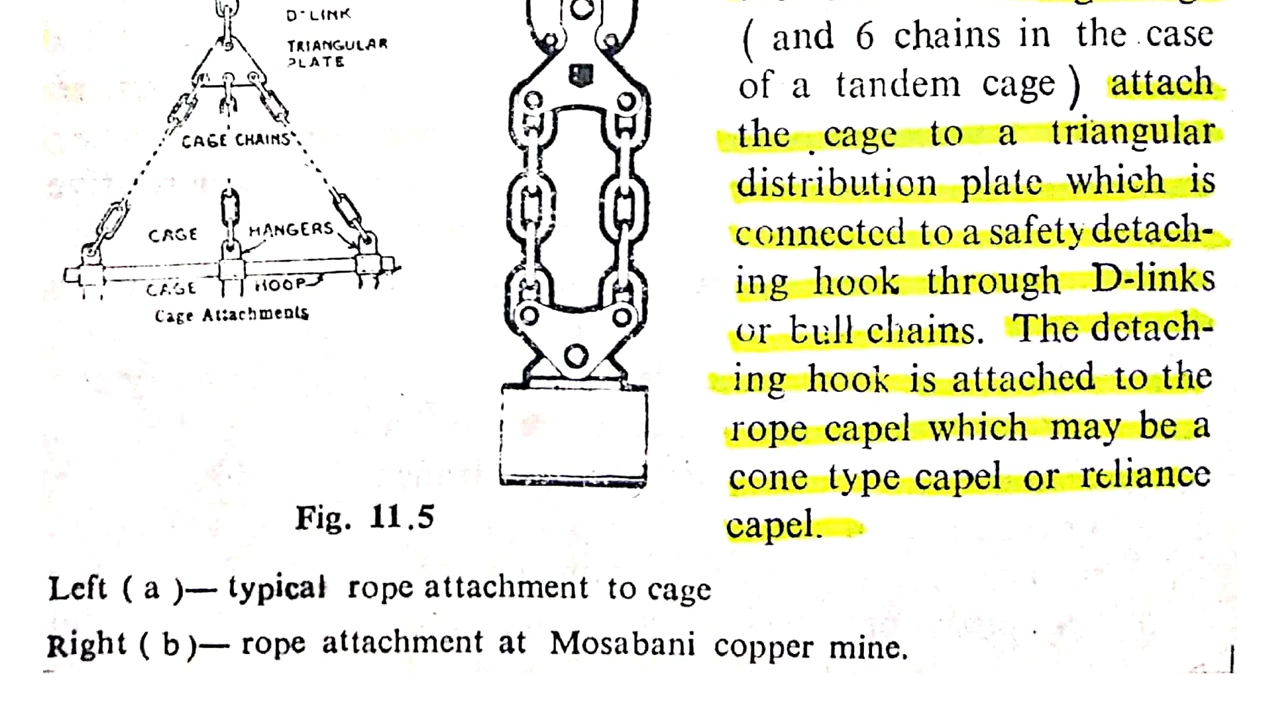 D-LINK
TRIANGULAR
PLATE
CAGE CHAINS
CAGE HANGERS
CAGE HOOP
Cage Attachments
( and 6 chains in the case
of a tandem cage ) attach
the cage to a triangular
distribution plate which is
connected to a safety detach-
ing hook through D-links
or bull chains. The detach-
ing hook is attached to the
rope capel which may be a
cone type capel or reliance
capel.
Fig. 11.5
Left ( a )— typical rope attachment to cage
Right ( b )— rope attachment at Mosabani copper mine.